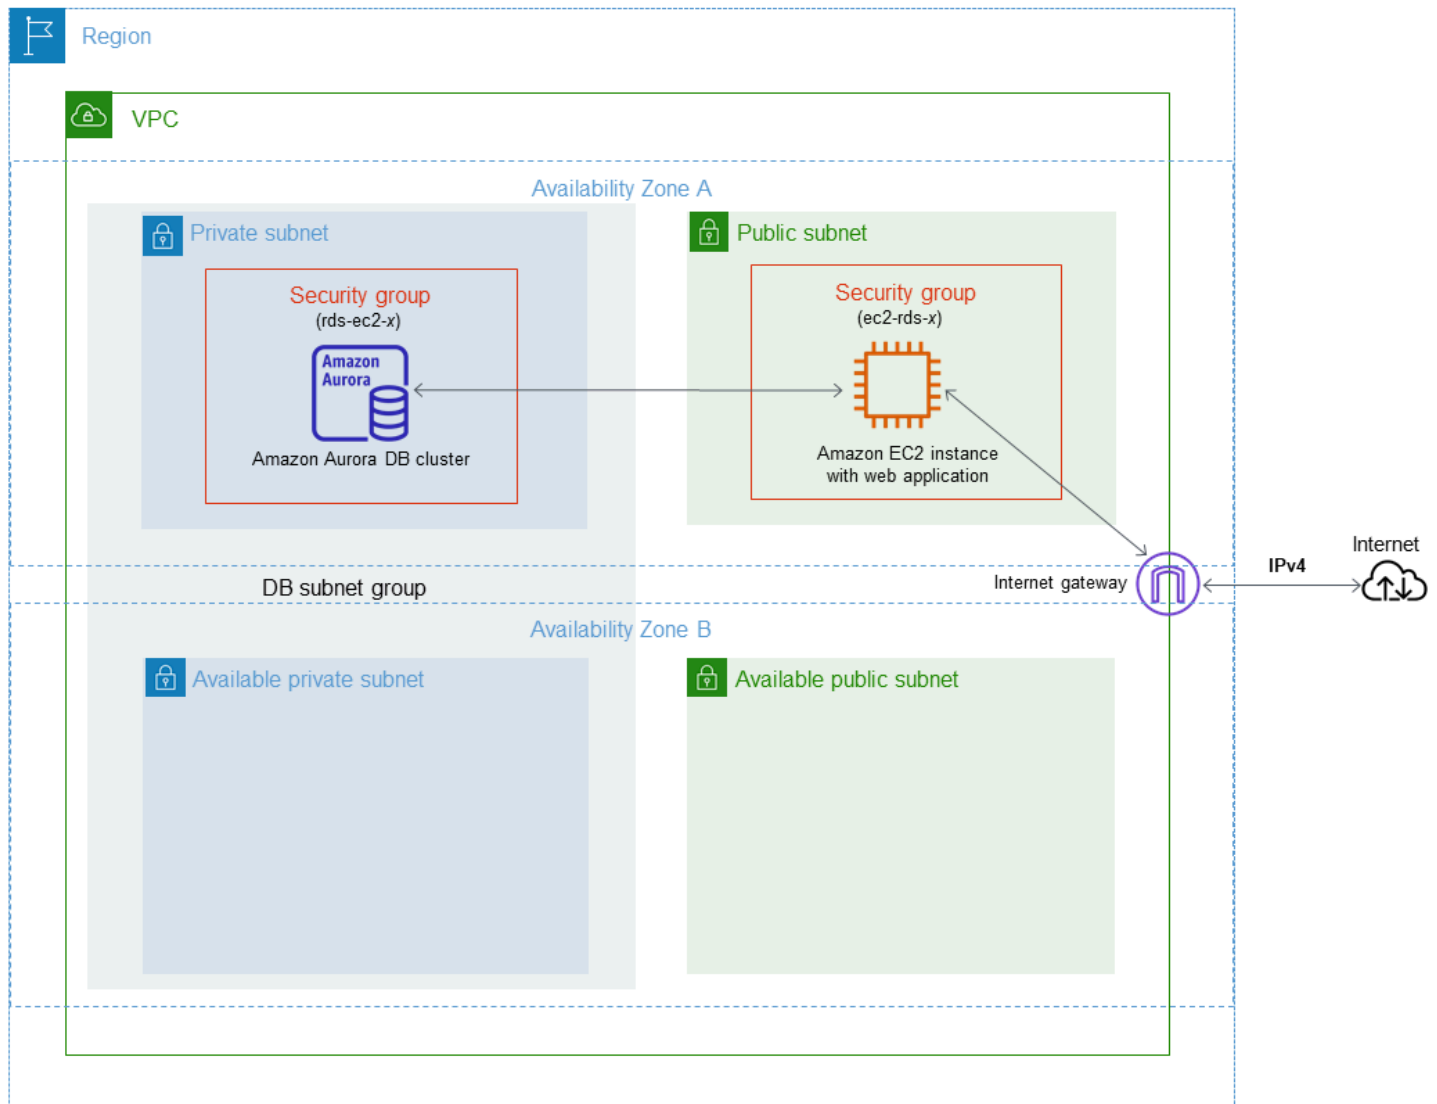 Region
VPC
Availability Zone A
Private subnet
Public subnet
Security group
(rds-ec2-x)
Security group
(ec2-rds-x)
Amazon
Aurora
Amazon Aurora DB cluster
Amazon EC2 instance
with web application
Internet
IPv4
Internet gateway
DB subnet group
Availability Zone B
Available private subnet
Available public subnet